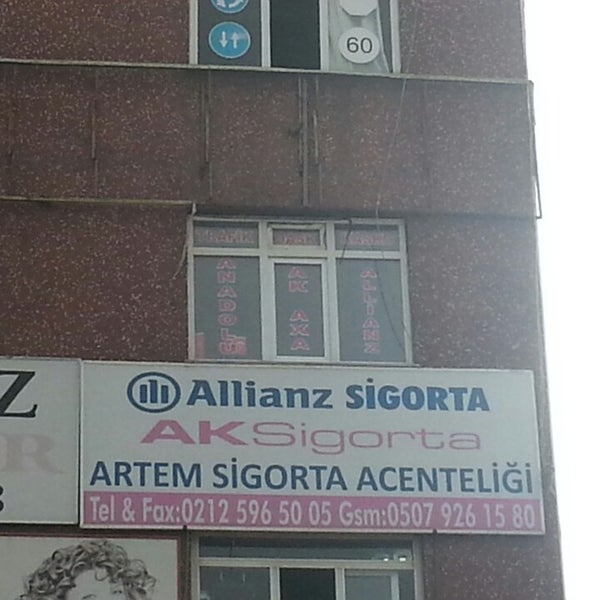 60
TRAFİK
ANADOLU
AK AXA
ALLIANZ
Z
R
Allianz SİGORTA
AKSigorta
ARTEM SİGORTA ACENTELİĞİ
Tel & Fax:0212 596 50 05 Gsm:0507 926 15 80